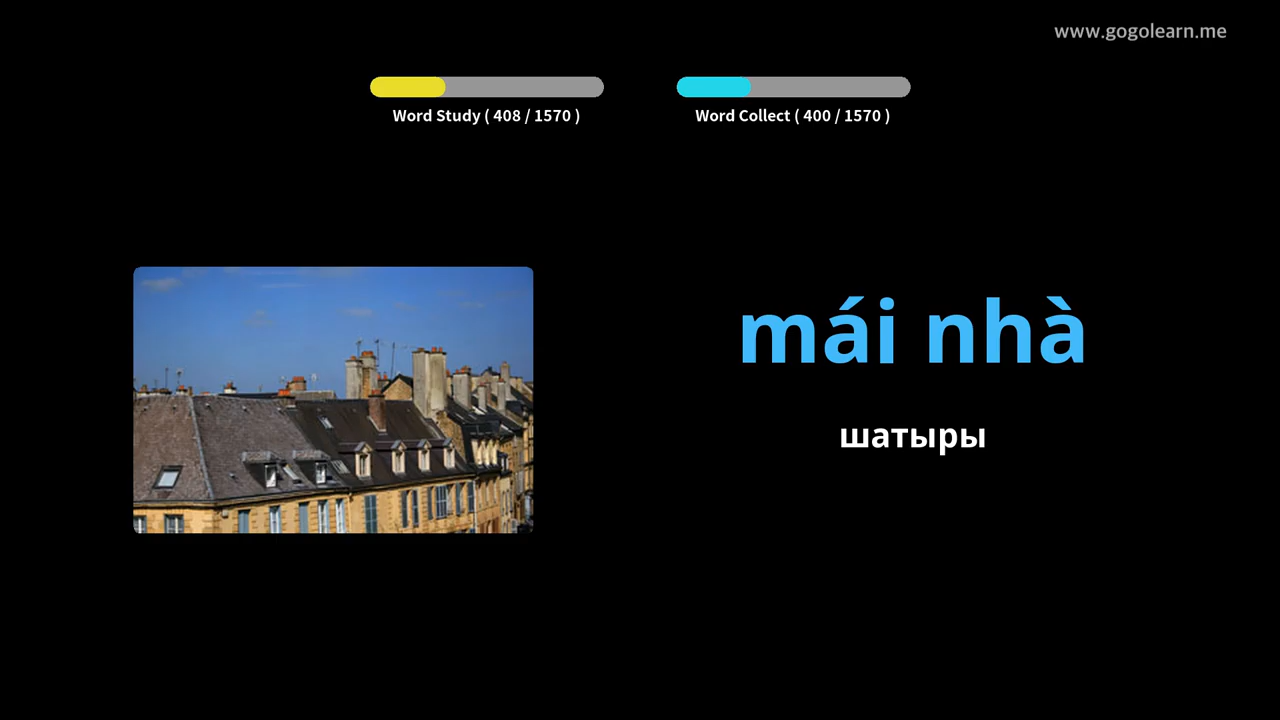 www.gogolearn.me
Word Study ( 408 / 1570 )
Word Collect ( 400 / 1570 )
mái nhà
шатыры